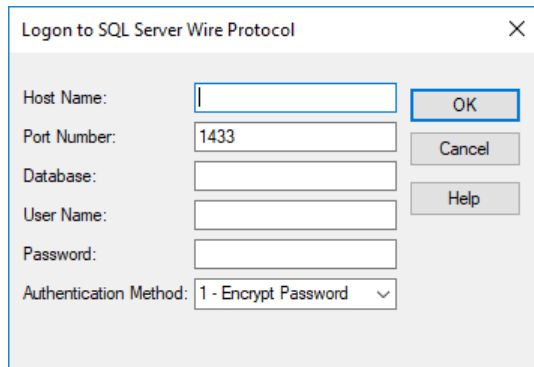 Logon to SQL Server Wire Protocol
Host Name:
OK
Port Number: 1433
Cancel
Database:
Help
User Name:
Password:
Authentication Method: 1 - Encrypt Password